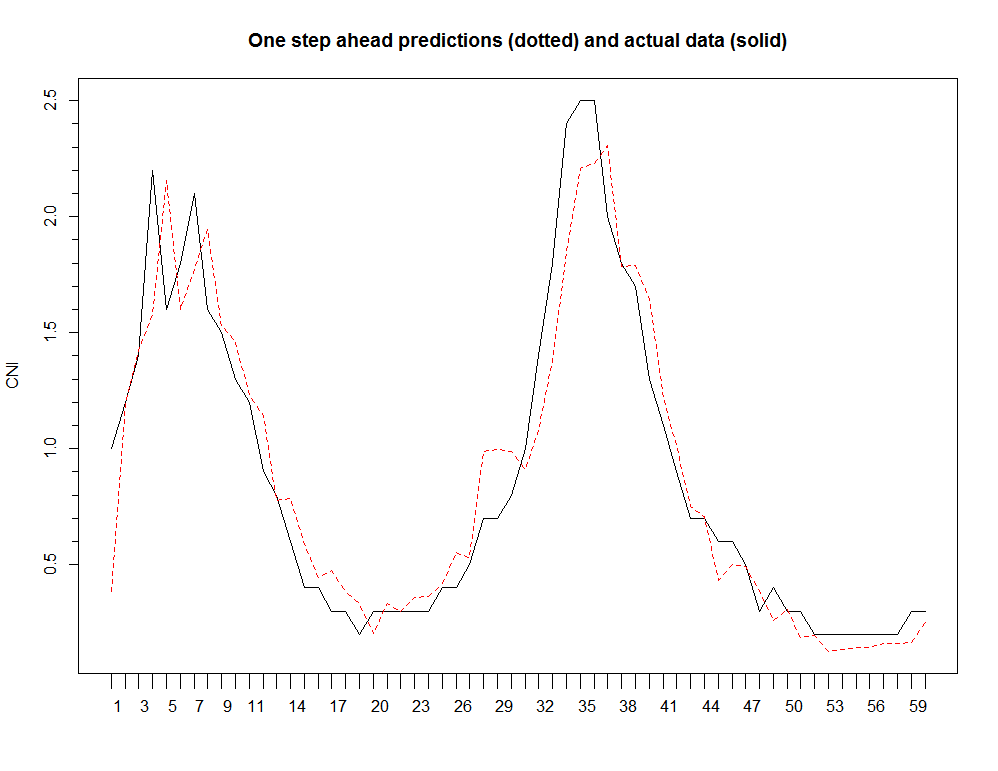 One step ahead predictions (dotted) and actual data (solid)
CNI
2.5
2.0
1.5
1.0
0.5
1 3 5 7 9 11 14 17 20 23 26 29 32 35 38 41 44 47 50 53 56 59